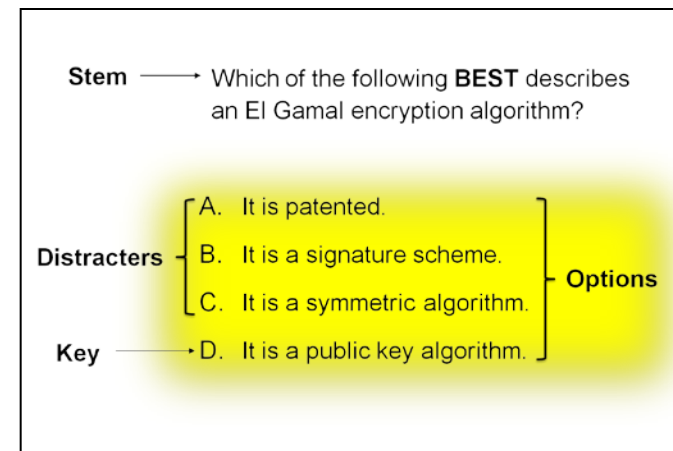 Stem Which of the following BEST describes
an El Gamal encryption algorithm?
A. It is patented.
Distracters B. It is a signature scheme.
Options
C. It is a symmetric algorithm.
Key D. It is a public key algorithm.